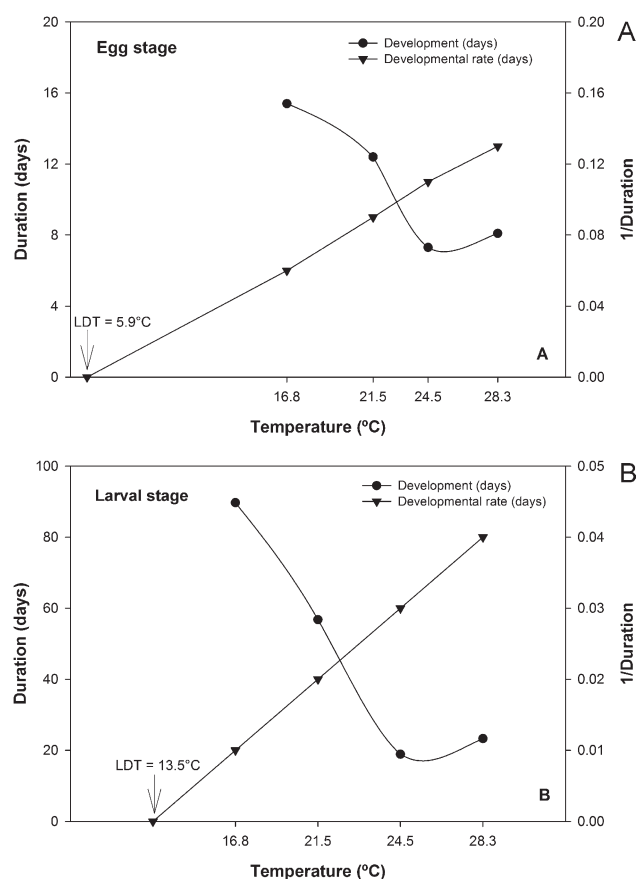 A
Egg stage
Development (days)
Developmental rate (days)
20
16
12
8
4
0
Duration (days)
0.20
0.16
0.12
0.08
0.04
0.00
1/Duration
LDT = 5.9°C
A
16.8
21.5
24.5
28.3
Temperature (ºC)
B
Larval stage
Development (days)
Developmental rate (days)
100
80
60
40
20
0
Duration (days)
0.05
0.04
0.03
0.02
0.01
0.00
1/Duration
LDT = 13.5°C
B
16.8
21.5
24.5
28.3
Temperature (ºC)